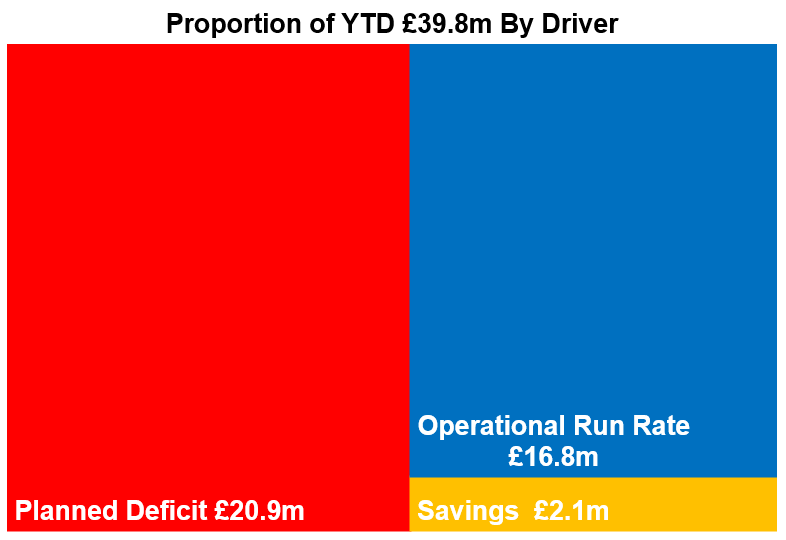 Proportion of YTD £39.8m By Driver
Operational Run Rate
£16.8m
Planned Deficit £20.9m
Savings  £2.1m